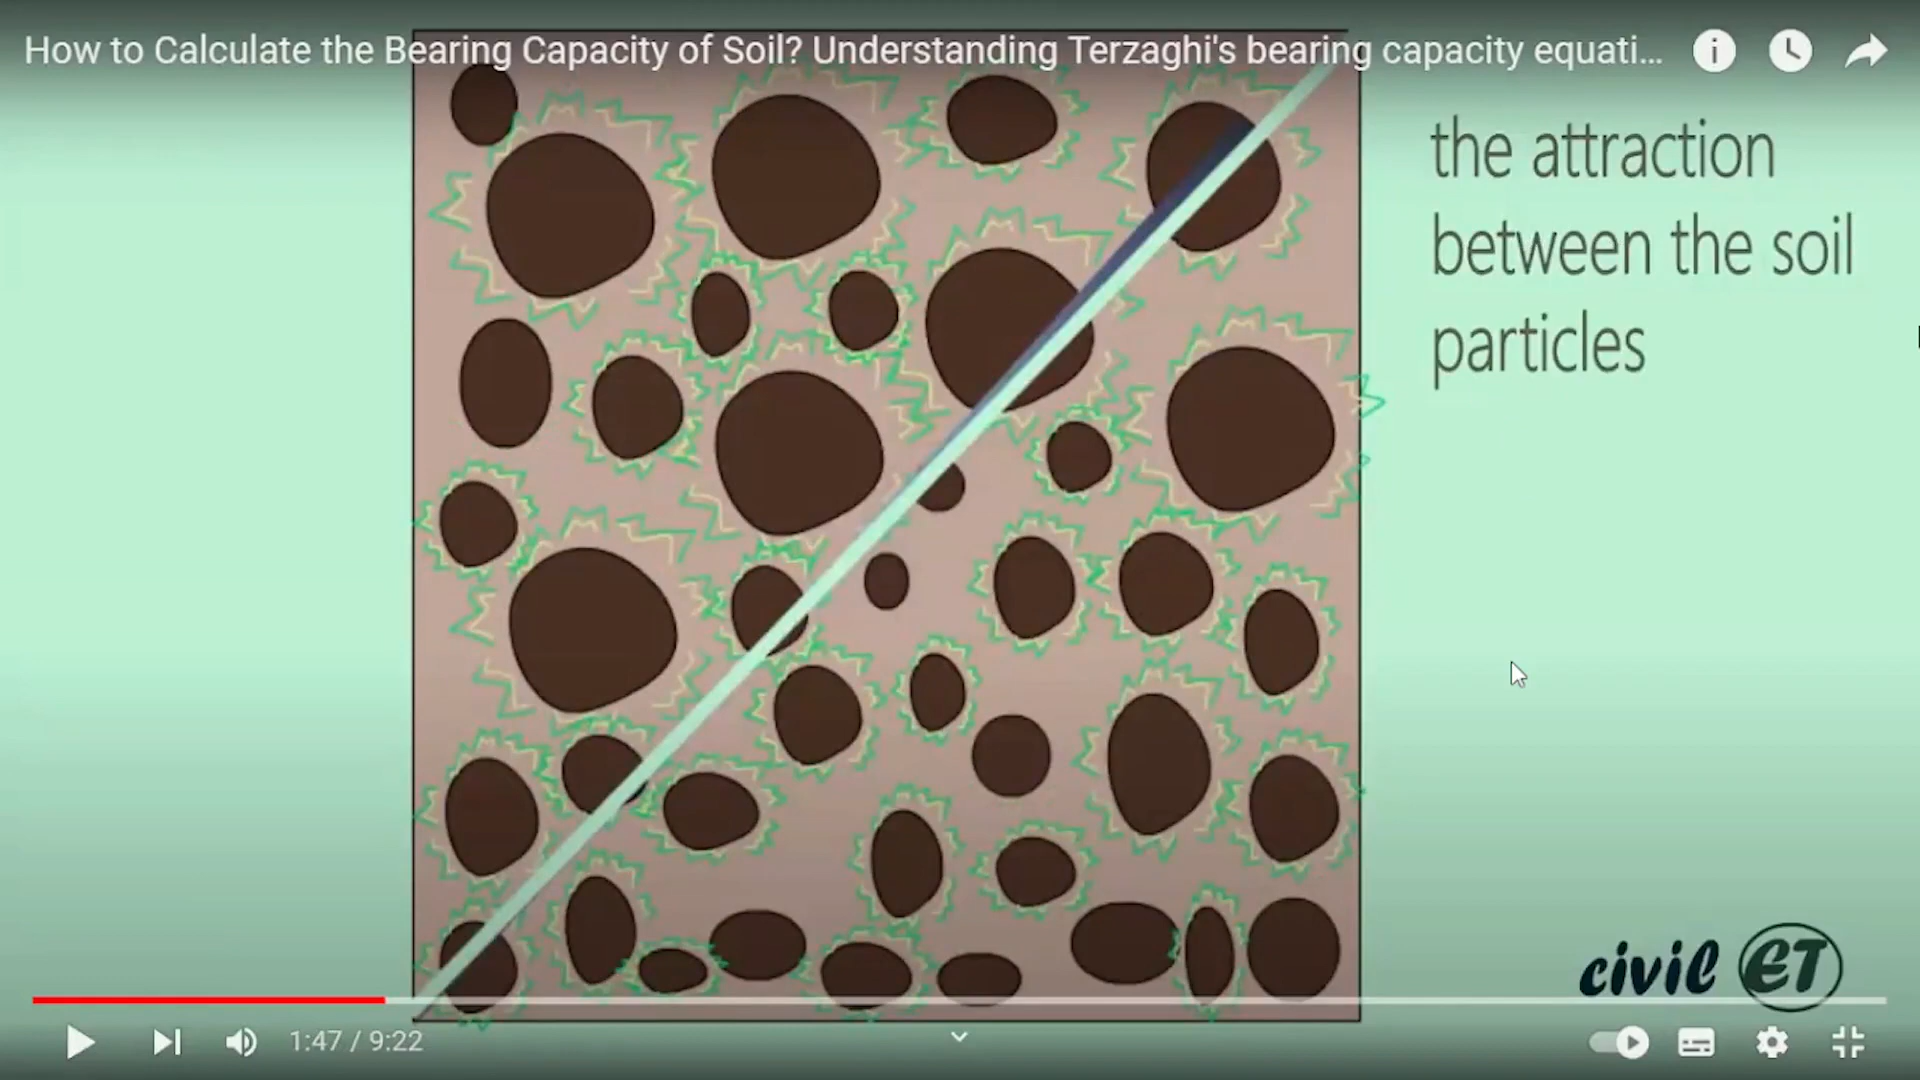 How to Calculate the Bearing Capacity of Soil? Understanding Terzaghi's bearing capacity equati...
the attraction
between the soil
particles
civil ET
1:47 / 9:22